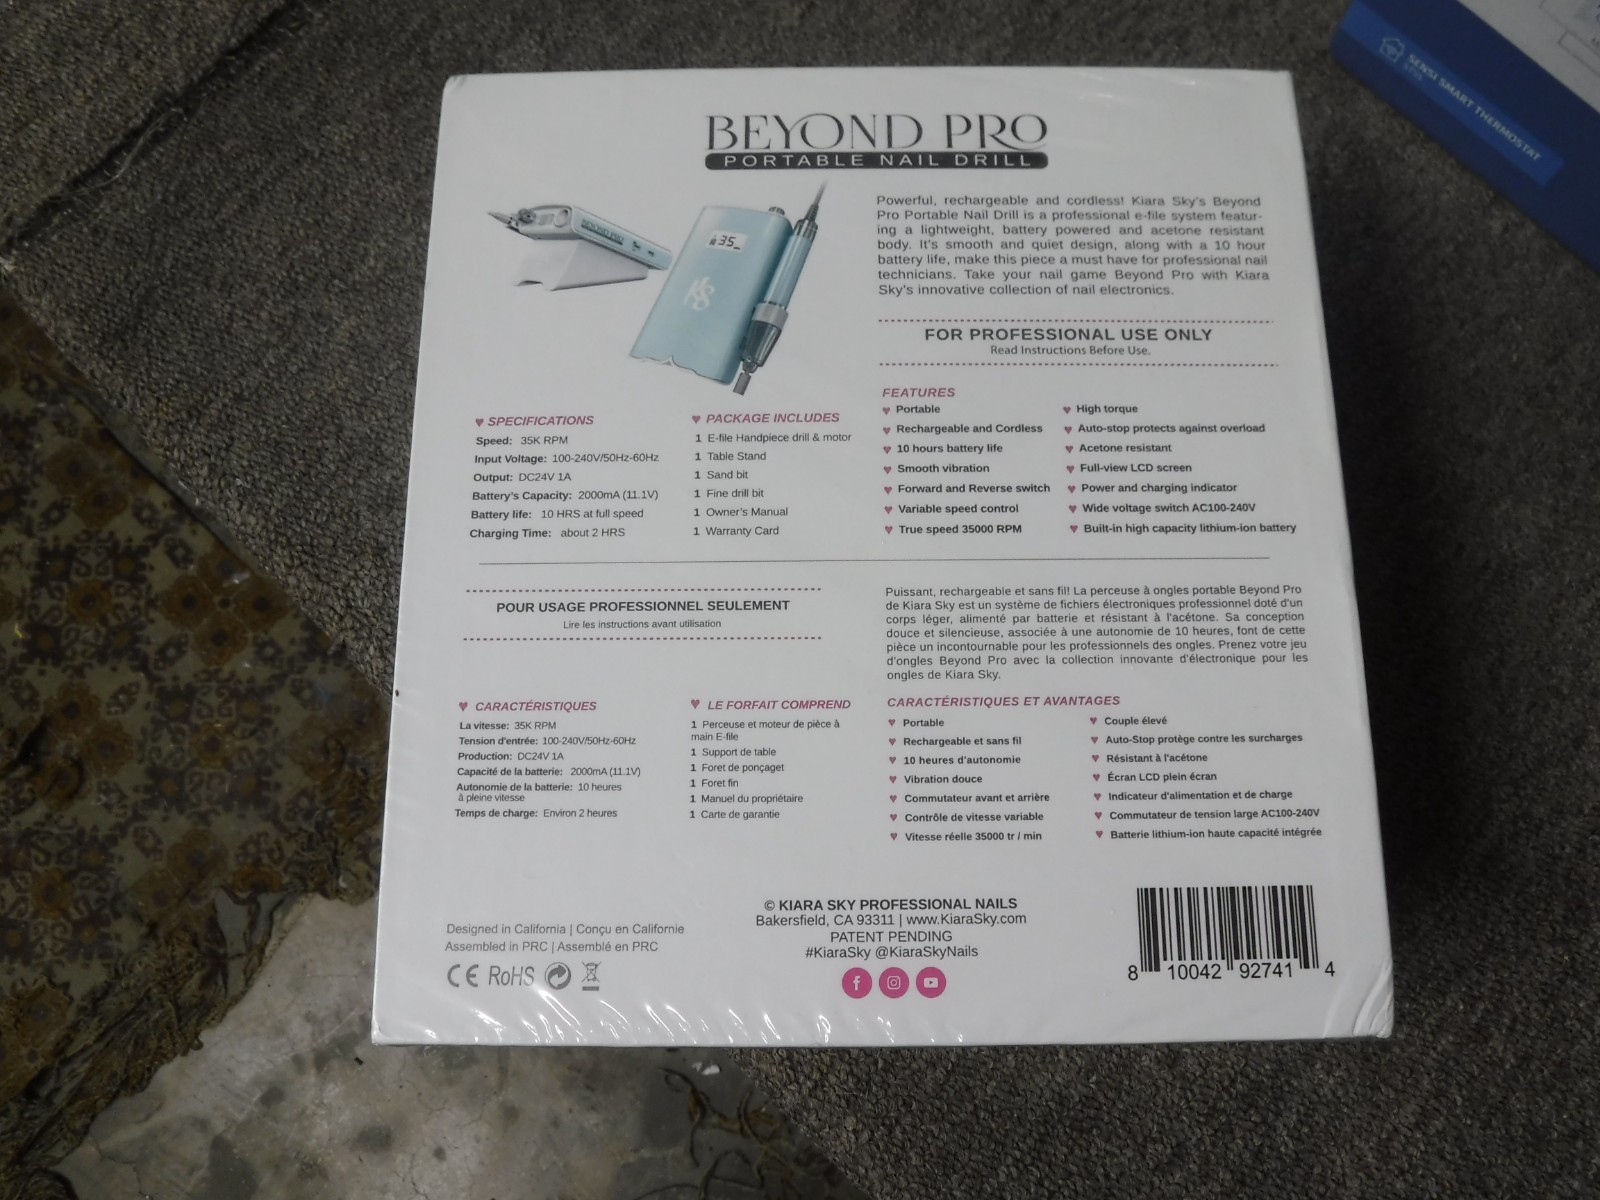 BEYOND PRO
PORTABLE NAIL DRILL
Powerful, rechargeable and cordless! Kiara Sky's Beyond
Pro Portable Nail Drill is a professional e-file system featur-
ing a lightweight, battery powered and acetone resistant
body. It's smooth and quiet design, along with a 10 hour
battery life, make this piece a must have for professional nail
technicians. Take your nail game Beyond Pro with Kiara
Sky's innovative collection of nail electronics.
BEYOND PRO
35
KS
FOR PROFESSIONAL USE ONLY
Read Instructions Before Use.
♥ SPECIFICATIONS
Speed: 35K RPM
Input Voltage: 100-240V/50Hz-60Hz
Output: DC24V 1A
Battery's Capacity: 2000mA (11.1V)
Battery life: 10 HRS at full speed
Charging Time: about 2 HRS
♥ PACKAGE INCLUDES
1 E-file Handpiece drill & motor
1 Table Stand
1 Sand bit
1 Fine drill bit
1 Owner's Manual
1 Warranty Card
FEATURES
♥ Portable
♥ Rechargeable and Cordless
♥ 10 hours battery life
♥ Smooth vibration
♥ Forward and Reverse switch
♥ Variable speed control
♥ True speed 35000 RPM
♥ High torque
♥ Auto-stop protects against overload
♥ Acetone resistant
♥ Full-view LCD screen
♥ Power and charging indicator
♥ Wide voltage switch AC100-240V
♥ Built-in high capacity lithium-ion battery
POUR USAGE PROFESSIONNEL SEULEMENT
Lire les instructions avant utilisation
Puissant, rechargeable et sans fil! La perceuse à ongles portable Beyond Pro
de Kiara Sky est un système de fichiers électroniques professionnel doté d'un
corps léger, alimenté par batterie et résistant à l'acétone. Sa conception
douce et silencieuse, associée à une autonomie de 10 heures, font de cette
pièce un incontournable pour les professionnels des ongles. Prenez votre jeu
d'ongles Beyond Pro avec la collection innovante d'électronique pour les
ongles de Kiara Sky.
♥ CARACTÉRISTIQUES
La vitesse: 35K RPM
Tension d'entrée: 100-240V/50Hz-60Hz
Production: DC24V 1A
Capacité de la batterie: 2000mA (11.1V)
Autonomie de la batterie: 10 heures
à pleine vitesse
Temps de charge: Environ 2 heures
♥ LE FORFAIT COMPREND
1 Perceuse et moteur de pièce à
main E-file
1 Support de table
1 Foret de ponçaget
1 Foret fin
1 Manuel du propriétaire
1 Carte de garantie
CARACTÉRISTIQUES ET AVANTAGES
♥ Portable
♥ Rechargeable et sans fil
♥ 10 heures d'autonomie
♥ Vibration douce
♥ Commutateur avant et arrière
♥ Contrôle de vitesse variable
♥ Vitesse réelle 35000 tr / min
♥ Couple élevé
♥ Auto-Stop protège contre les surcharges
♥ Résistant à l'acétone
♥ Écran LCD plein écran
♥ Indicateur d'alimentation et de charge
♥ Commutateur de tension large AC100-240V
♥ Batterie lithium-ion haute capacité intégrée
Designed in California | Conçu en Californie
Assembled in PRC | Assemblé en PRC
CE RoHS
© KIARA SKY PROFESSIONAL NAILS
Bakersfield, CA 93311 | www.KiaraSky.com
PATENT PENDING
#KiaraSky @KiaraSkyNails
8 10042 92741 4
SENSI SMART THERMOSTAT